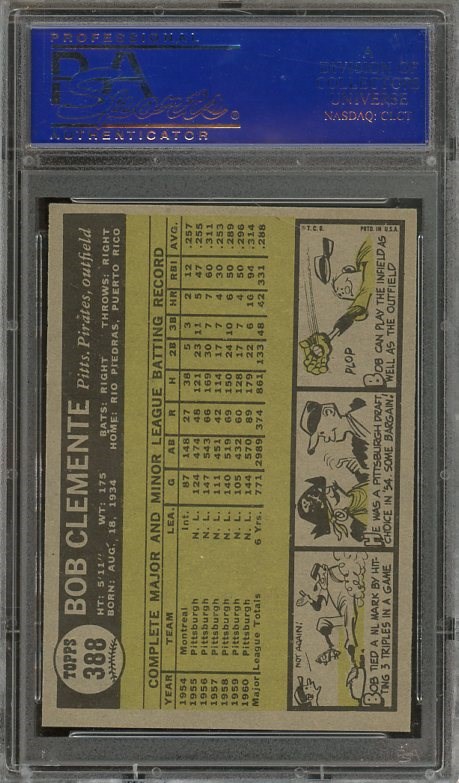 PROFESSIONAL
PSA
Sports
AUTHENTICATOR
A
DIVISION OF
COLLECTORS
UNIVERSE
NASDAQ: CLCT
TOPPS
388
BOB CLEMENTE Pitts. Pirates, outfield
HT: 5'11" WT: 175 BATS: RIGHT THROWS: RIGHT
BORN: AUG. 18, 1934 HOME: RIO PIEDRAS, PUERTO RICO
COMPLETE MAJOR AND MINOR LEAGUE BATTING RECORD
YEAR TEAM LEA. G AB R H 2B 3B HR RBI AVG.
1954 Montreal Int. 87 148 27 38 5 3 2 12 .257
1955 Pittsburgh N. L. 124 474 48 121 23 11 5 47 .255
1956 Pittsburgh N. L. 147 543 66 169 30 7 7 60 .311
1957 Pittsburgh N. L. 111 451 42 114 17 7 4 30 .253
1958 Pittsburgh N. L. 140 519 69 150 24 10 6 50 .289
1959 Pittsburgh N. L. 105 432 60 128 17 7 4 50 .296
1960 Pittsburgh N. L. 144 570 89 179 22 6 16 94 .314
Major League Totals 6 Yrs. 771 2989 374 861 133 48 42 331 .288
NOT AGAIN!
BOB TIED A NL MARK BY HIT-
TING 3 TRIPLES IN A GAME.
HE WAS A PITTSBURGH DRAFT
CHOICE IN '54. SOME BARGAIN!
© T. C. G. PRTD. IN U.S.A.
PLOP
BOB CAN PLAY THE INFIELD AS
WELL AS THE OUTFIELD